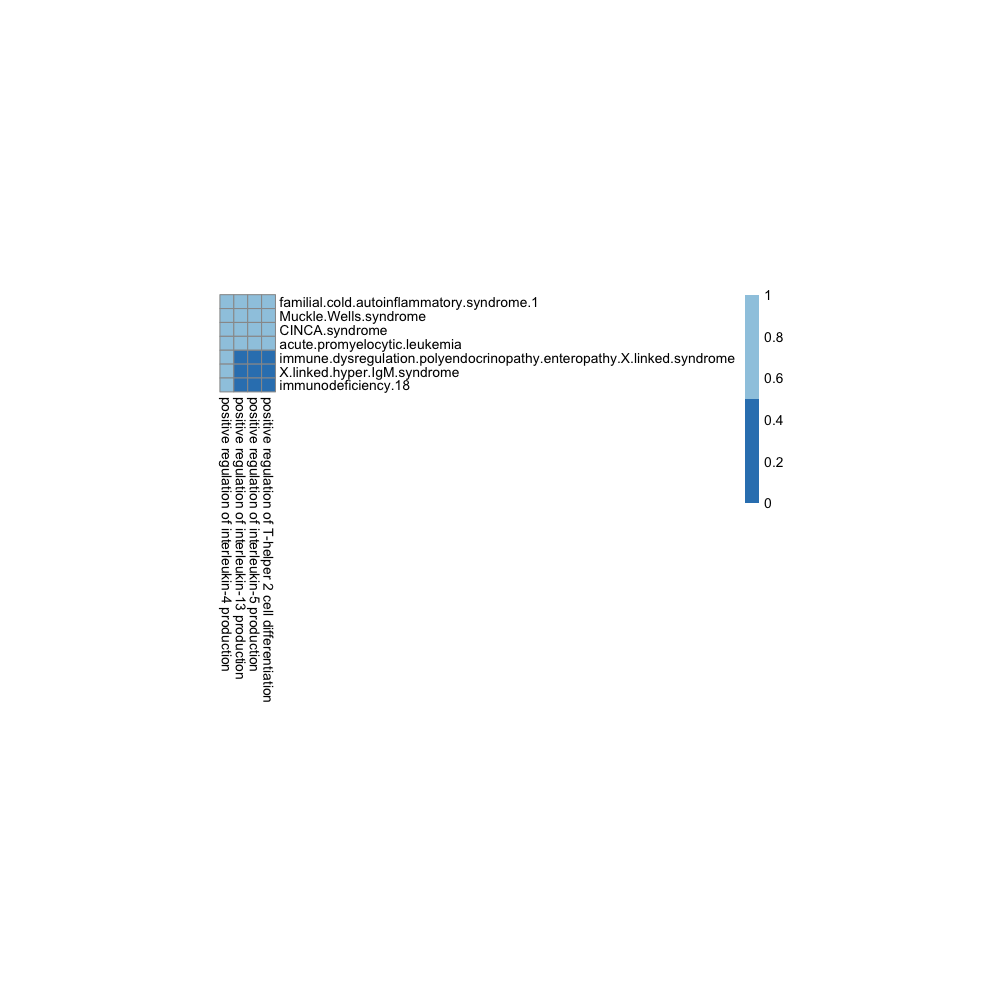 familial.cold.autoinflammatory.syndrome.1
Muckle.Wells.syndrome
CINCA.syndrome
acute.promyelocytic.leukemia
immune.dysregulation.polyendocrinopathy.enteropathy.X.linked.syndrome
X.linked.hyper.IgM.syndrome
immunodeficiency.18
positive regulation of interleukin-4 production
positive regulation of interleukin-13 production
positive regulation of interleukin-5 production
positive regulation of T-helper 2 cell differentiation
1
0.8
0.6
0.4
0.2
0